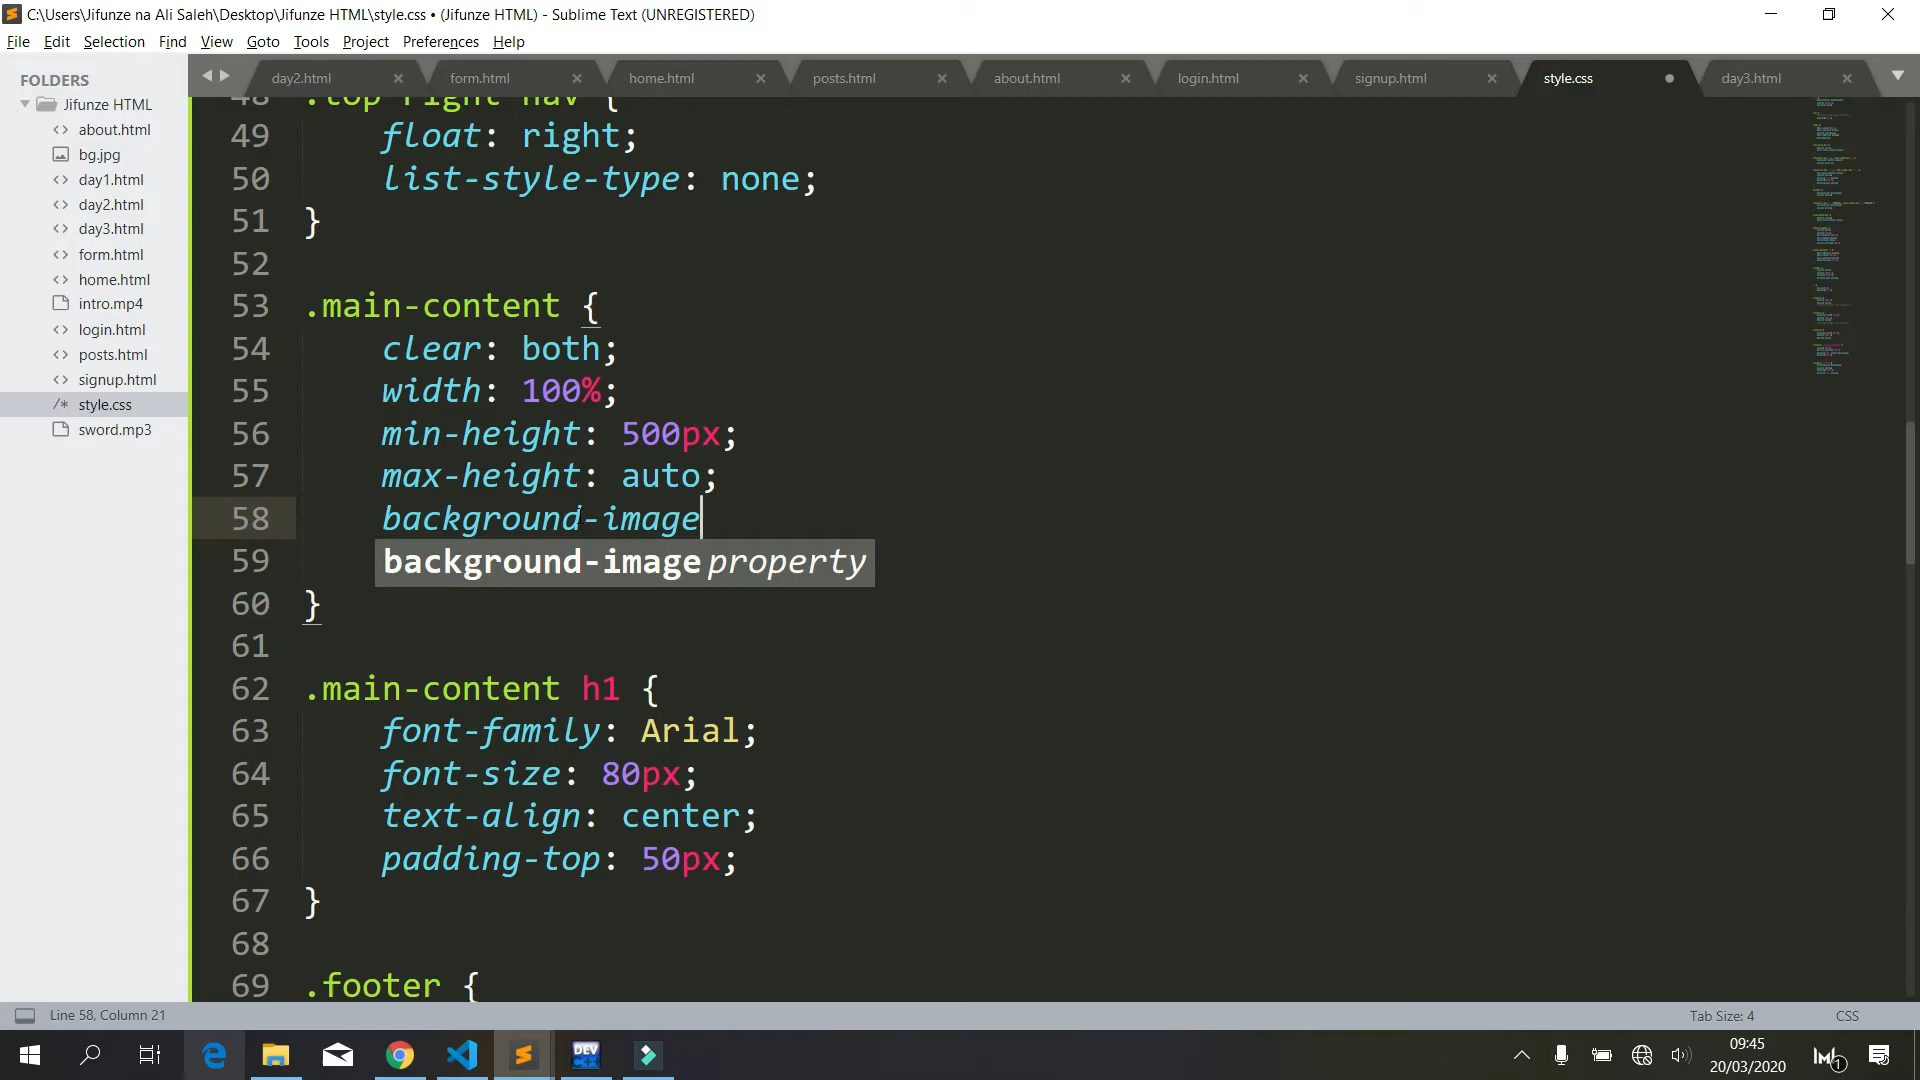 C:\Users\Jifunze na Ali Saleh\Desktop\Jifunze HTML\style.css • (Jifunze HTML) - Sublime Text (UNREGISTERED)
File Edit Selection Find View Goto Tools Project Preferences Help
FOLDERS
Jifunze HTML
<> about.html
bg.jpg
<> day1.html
<> day2.html
<> day3.html
<> form.html
<> home.html
intro.mp4
<> login.html
<> posts.html
<> signup.html
/* style.css
sword.mp3
day2.html × form.html × home.html × posts.html × about.html × login.html × signup.html × style.css day3.html ×
48 .top-right-nav {
49 float: right;
50 list-style-type: none;
51 }
52
53 .main-content {
54 clear: both;
55 width: 100%;
56 min-height: 500px;
57 max-height: auto;
58 background-image
59 background-image property
60 }
61
62 .main-content h1 {
63 font-family: Arial;
64 font-size: 80px;
65 text-align: center;
66 padding-top: 50px;
67 }
68
69 .footer {
Line 58, Column 21 Tab Size: 4 CSS
DEV
C++
09:45
20/03/2020
1